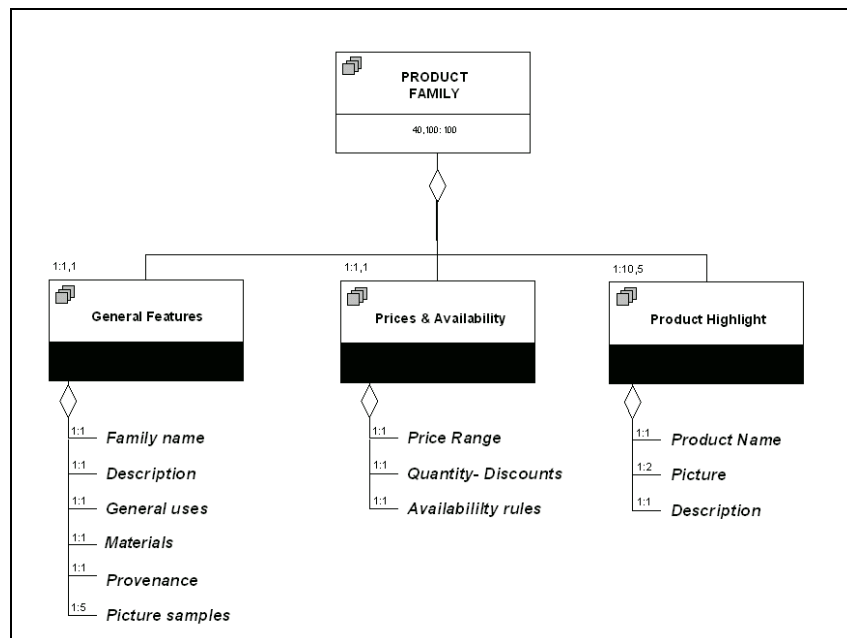 PRODUCT
FAMILY
40,100:100
1:1,1
General Features
1:1 Family name
1:1 Description
1:1 General uses
1:1 Materials
1:1 Provenance
1:5 Picture samples
1:1,1
Prices & Availability
1:1 Price Range
1:1 Quantity- Discounts
1:1 Availabililty rules
1:10,5
Product Highlight
1:1 Product Name
1:2 Picture
1:1 Description